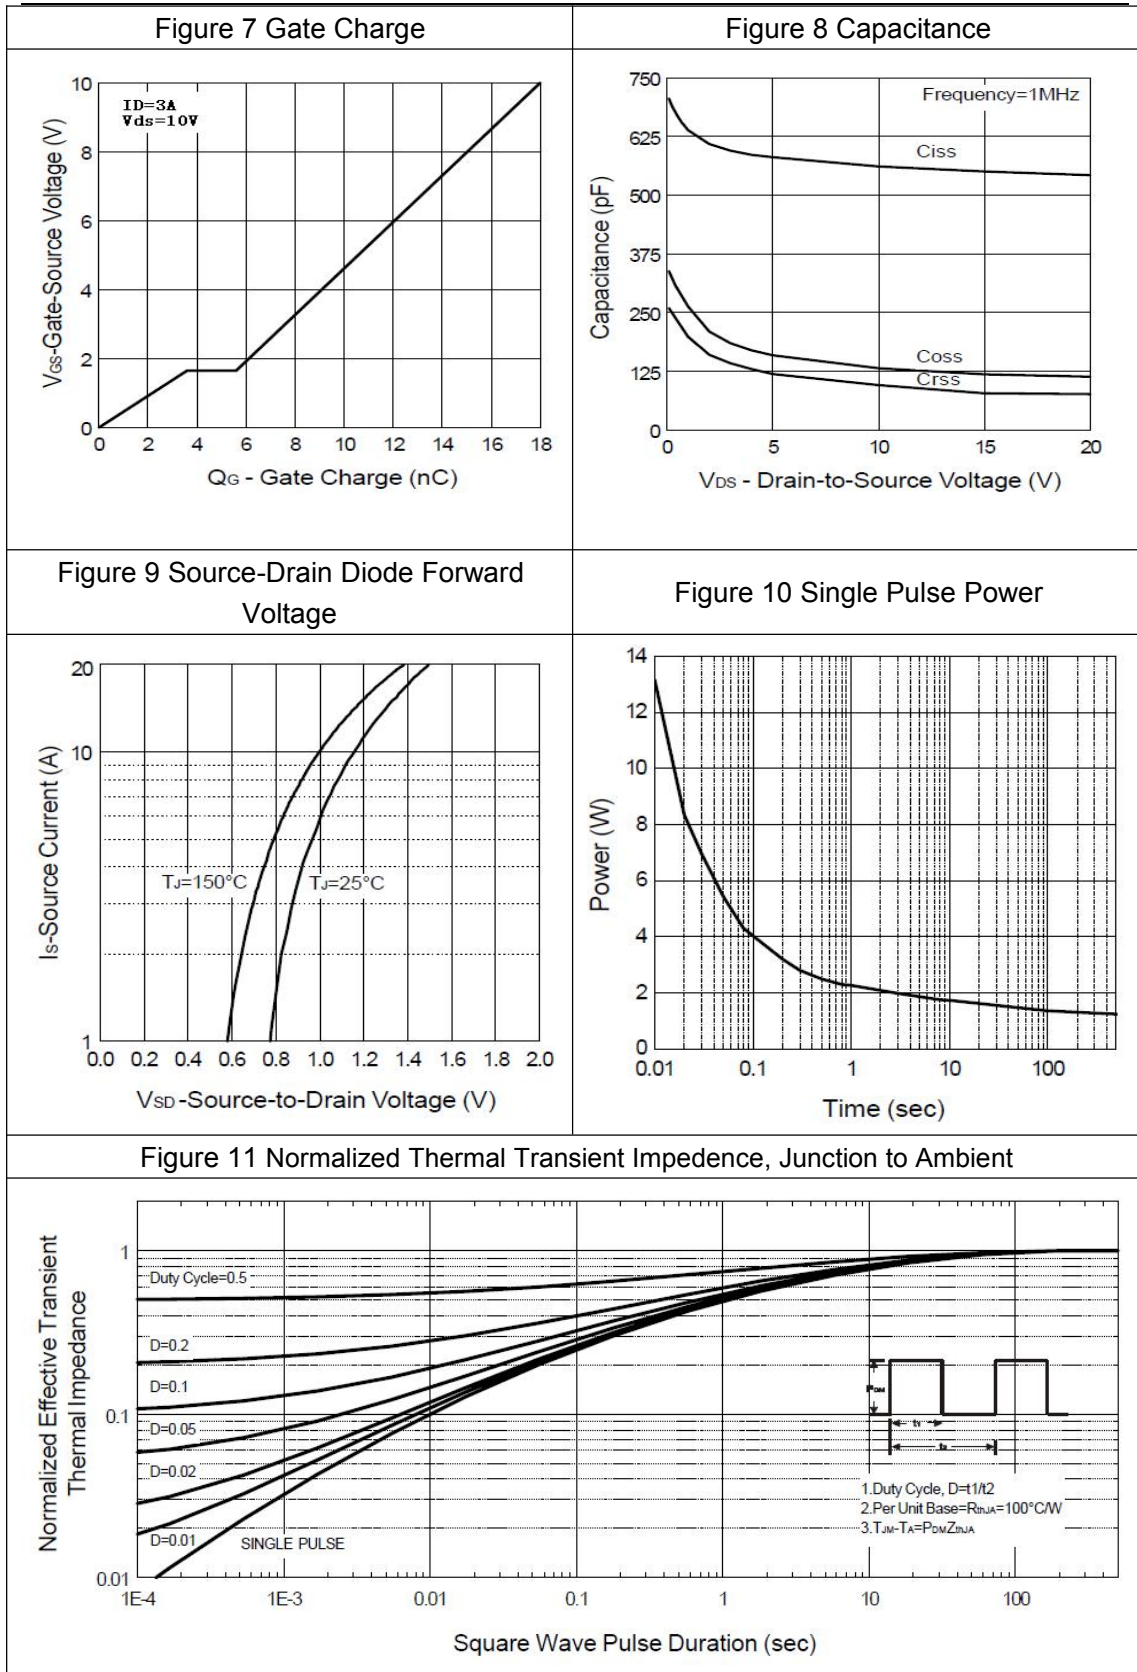 Figure 7 Gate Charge
Figure 8 Capacitance
ID=3A
Vds=10V
10
8
6
4
2
0
0 2 4 6 8 10 12 14 16 18
VGS-Gate-Source Voltage (V)
QG - Gate Charge (nC)
Frequency=1MHz
Ciss
Coss
Crss
750
625
500
375
250
125
0
0 5 10 15 20
Capacitance (pF)
VDS - Drain-to-Source Voltage (V)
Figure 9 Source-Drain Diode Forward
Voltage
Figure 10 Single Pulse Power
20
10
1
TJ=150°C
TJ=25°C
0.0 0.2 0.4 0.6 0.8 1.0 1.2 1.4 1.6 1.8 2.0
IS-Source Current (A)
VSD -Source-to-Drain Voltage (V)
14
12
10
8
6
4
2
0
0.01 0.1 1 10 100
Power (W)
Time (sec)
Figure 11 Normalized Thermal Transient Impedence, Junction to Ambient
Normalized Effective Transient
Thermal Impedance
1
0.1
0.01
Duty Cycle=0.5
D=0.2
D=0.1
D=0.05
D=0.02
D=0.01
SINGLE PULSE
PDM
t1
t2
1.Duty Cycle, D=t1/t2
2.Per Unit Base=RthJA=100°C/W
3.TJM-TA=PDMZthJA
1E-4 1E-3 0.01 0.1 1 10 100
Square Wave Pulse Duration (sec)